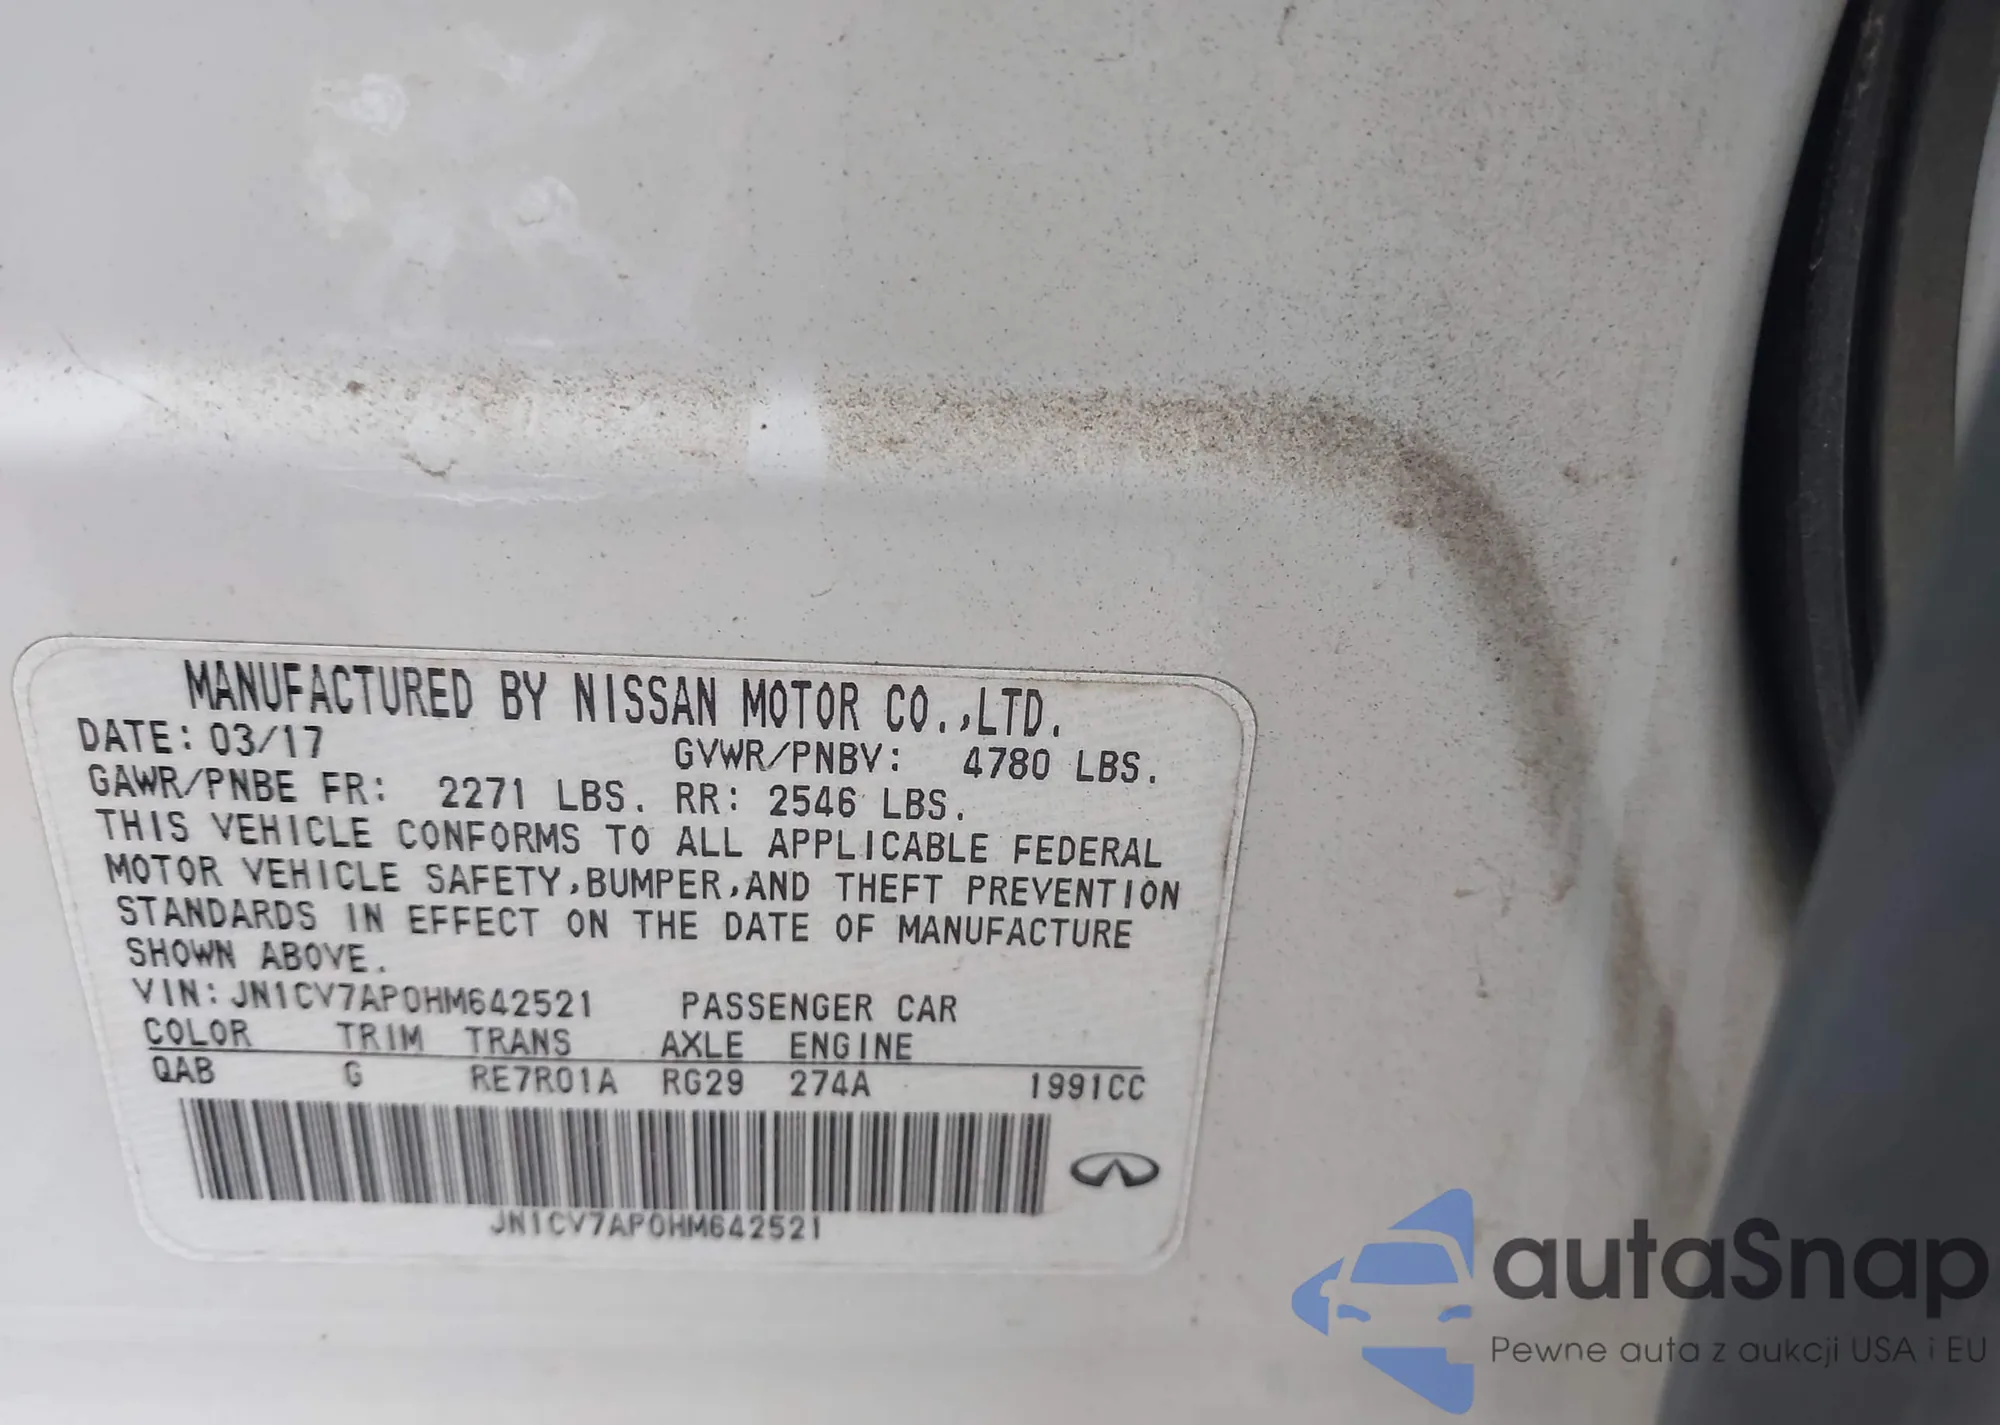 MANUFACTURED BY NISSAN MOTOR CO.,LTD.
DATE: 03/17 GVWR/PNBV: 4780 LBS.
GAWR/PNBE FR: 2271 LBS. RR: 2546 LBS.
THIS VEHICLE CONFORMS TO ALL APPLICABLE FEDERAL
MOTOR VEHICLE SAFETY,BUMPER,AND THEFT PREVENTION
STANDARDS IN EFFECT ON THE DATE OF MANUFACTURE
SHOWN ABOVE.
VIN:JN1CV7AP0HM642521 PASSENGER CAR
COLOR TRIM TRANS AXLE ENGINE
QAB G RE7R01A RG29 274A 1991CC
JN1CV7AP0HM642521
autaSnap
Pewne auta z aukcji USA i EU